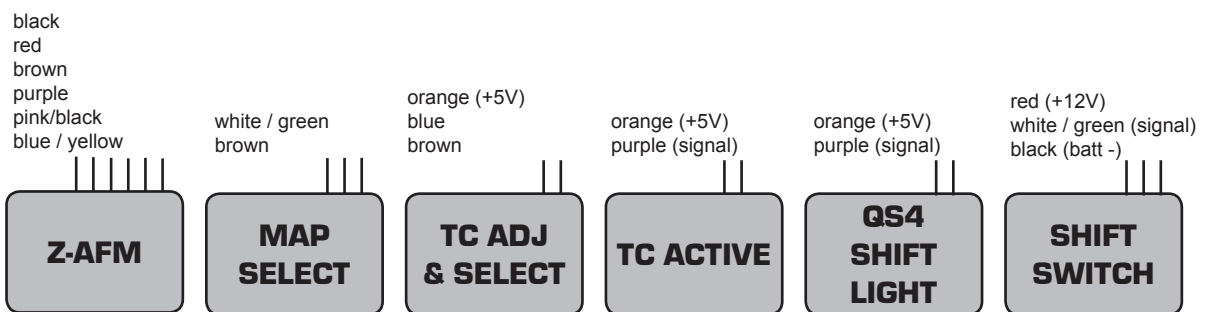 black
red
brown
purple
pink/black
blue / yellow
Z-AFM
white / green
brown
MAP
SELECT
orange (+5V)
blue
brown
TC ADJ
& SELECT
orange (+5V)
purple (signal)
TC ACTIVE
orange (+5V)
purple (signal)
QS4
SHIFT
LIGHT
red (+12V)
white / green (signal)
black (batt -)
SHIFT
SWITCH